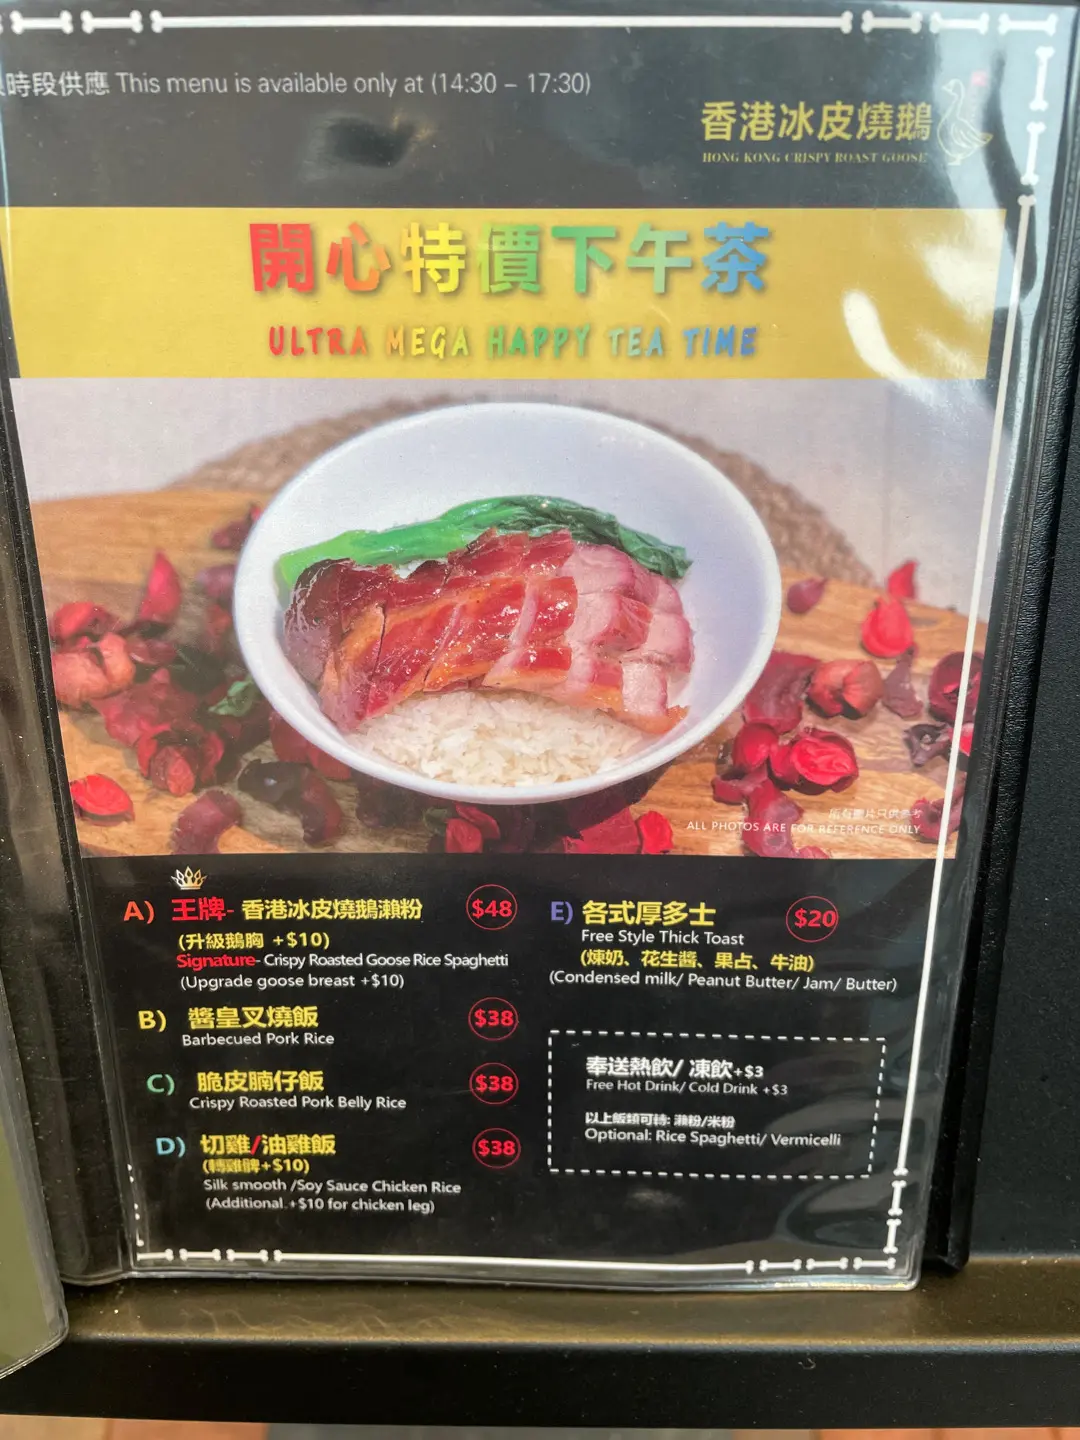 時段供應 This menu is available only at (14:30 – 17:30)
香港冰皮燒鵝
HONG KONG CRISPY ROAST GOOSE
開心特價下午茶
ULTRA MEGA HAPPY TEA TIME
所有圖片只供參考
ALL PHOTOS ARE FOR REFERENCE ONLY
A) 王牌- 香港冰皮燒鵝瀨粉 $48
(升級鵝胸 +$10)
Signature- Crispy Roasted Goose Rice Spaghetti
(Upgrade goose breast +$10)
B) 醬皇叉燒飯 $38
Barbecued Pork Rice
C) 脆皮腩仔飯 $38
Crispy Roasted Pork Belly Rice
D) 切雞/油雞飯 $38
(轉雞髀+$10)
Silk smooth /Soy Sauce Chicken Rice
(Additional +$10 for chicken leg)
E) 各式厚多士 $20
Free Style Thick Toast
(煉奶、花生醬、果占、牛油)
(Condensed milk/ Peanut Butter/ Jam/ Butter)
奉送熱飲/ 凍飲+$3
Free Hot Drink/ Cold Drink +$3
以上飯類可轉: 瀨粉/米粉
Optional: Rice Spaghetti/ Vermicelli